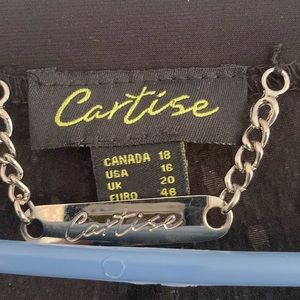 Cartise
CANADA 18
USA 16
UK 20
EURO 46
Cartise